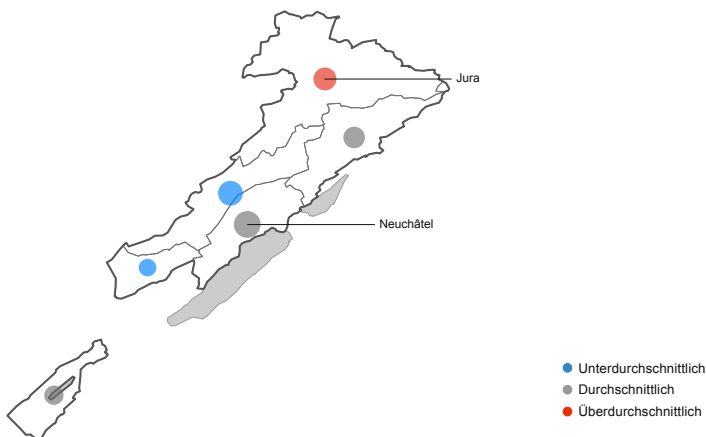 Jura
Neuchâtel
Unterdurchschnittlich
Durchschnittlich
Überdurchschnittlich